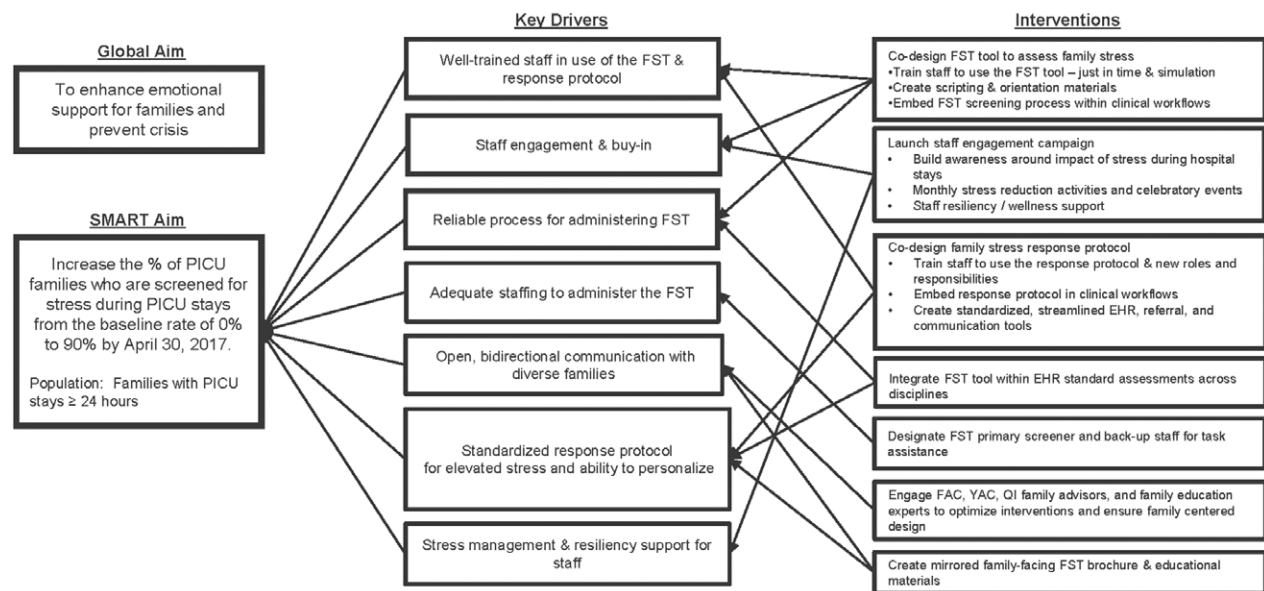 Global Aim
To enhance emotional
support for families and
prevent crisis
SMART Aim
Increase the % of PICU
families who are screened for
stress during PICU stays
from the baseline rate of 0%
to 90% by April 30, 2017.
Population: Families with PICU
stays ≥ 24 hours
Key Drivers
Well-trained staff in use of the FST &
response protocol
Staff engagement & buy-in
Reliable process for administering FST
Adequate staffing to administer the FST
Open, bidirectional communication with
diverse families
Standardized response protocol
for elevated stress and ability to personalize
Stress management & resiliency support for
staff
Interventions
Co-design FST tool to assess family stress
•Train staff to use the FST tool – just in time & simulation
•Create scripting & orientation materials
•Embed FST screening process within clinical workflows
Launch staff engagement campaign
• Build awareness around impact of stress during hospital
stays
• Monthly stress reduction activities and celebratory events
• Staff resiliency / wellness support
Co-design family stress response protocol
• Train staff to use the response protocol & new roles and
responsibilities
• Embed response protocol in clinical workflows
• Create standardized, streamlined EHR, referral, and
communication tools
Integrate FST tool within EHR standard assessments across
disciplines
Designate FST primary screener and back-up staff for task
assistance
Engage FAC, YAC, QI family advisors, and family education
experts to optimize interventions and ensure family centered
design
Create mirrored family-facing FST brochure & educational
materials